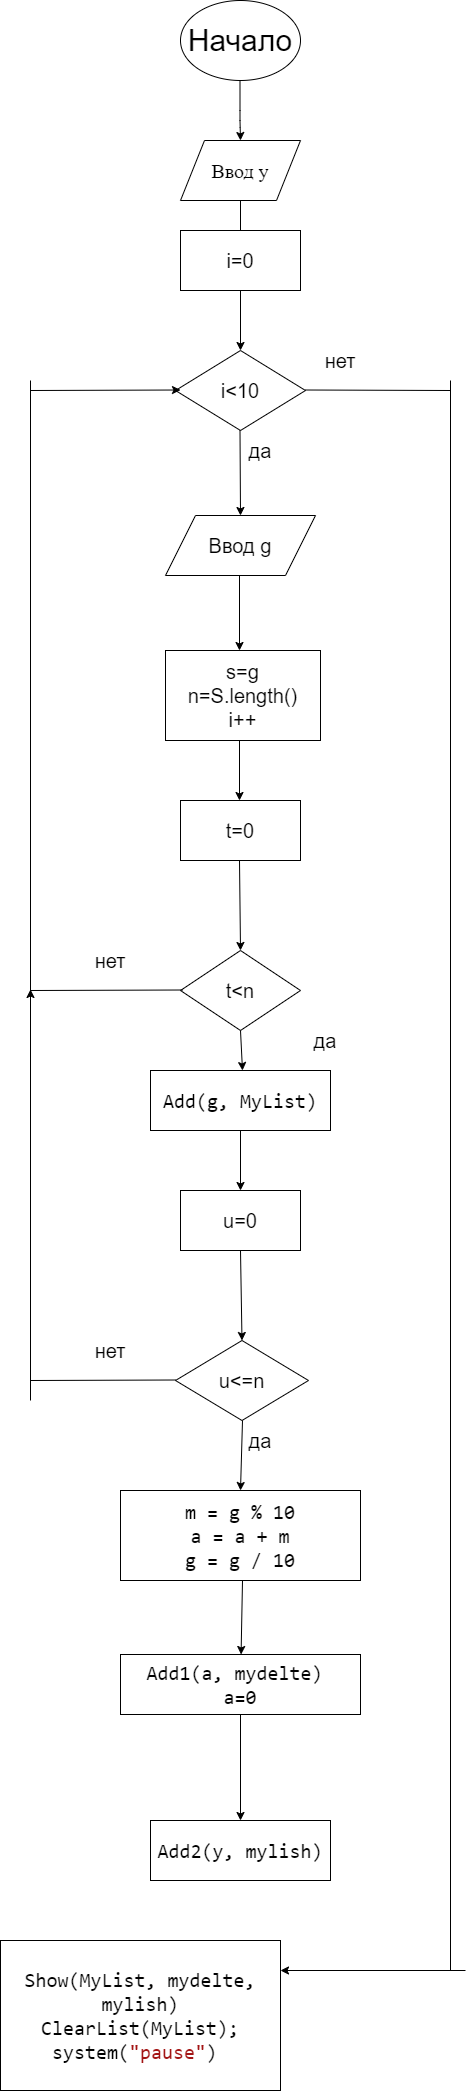 Начало
Ввод y
i=0
i<10
нет
да
Ввод g
s=g
n=S.length()
i++
t=0
нет
t<n
да
Add(g, MyList)
u=0
нет
u<=n
да
m = g % 10
a = a + m
g = g / 10
Add1(a, mydelte)
a=0
Add2(y, mylish)
Show(MyList, mydelte,
mylish)
ClearList(MyList);
system("pause")